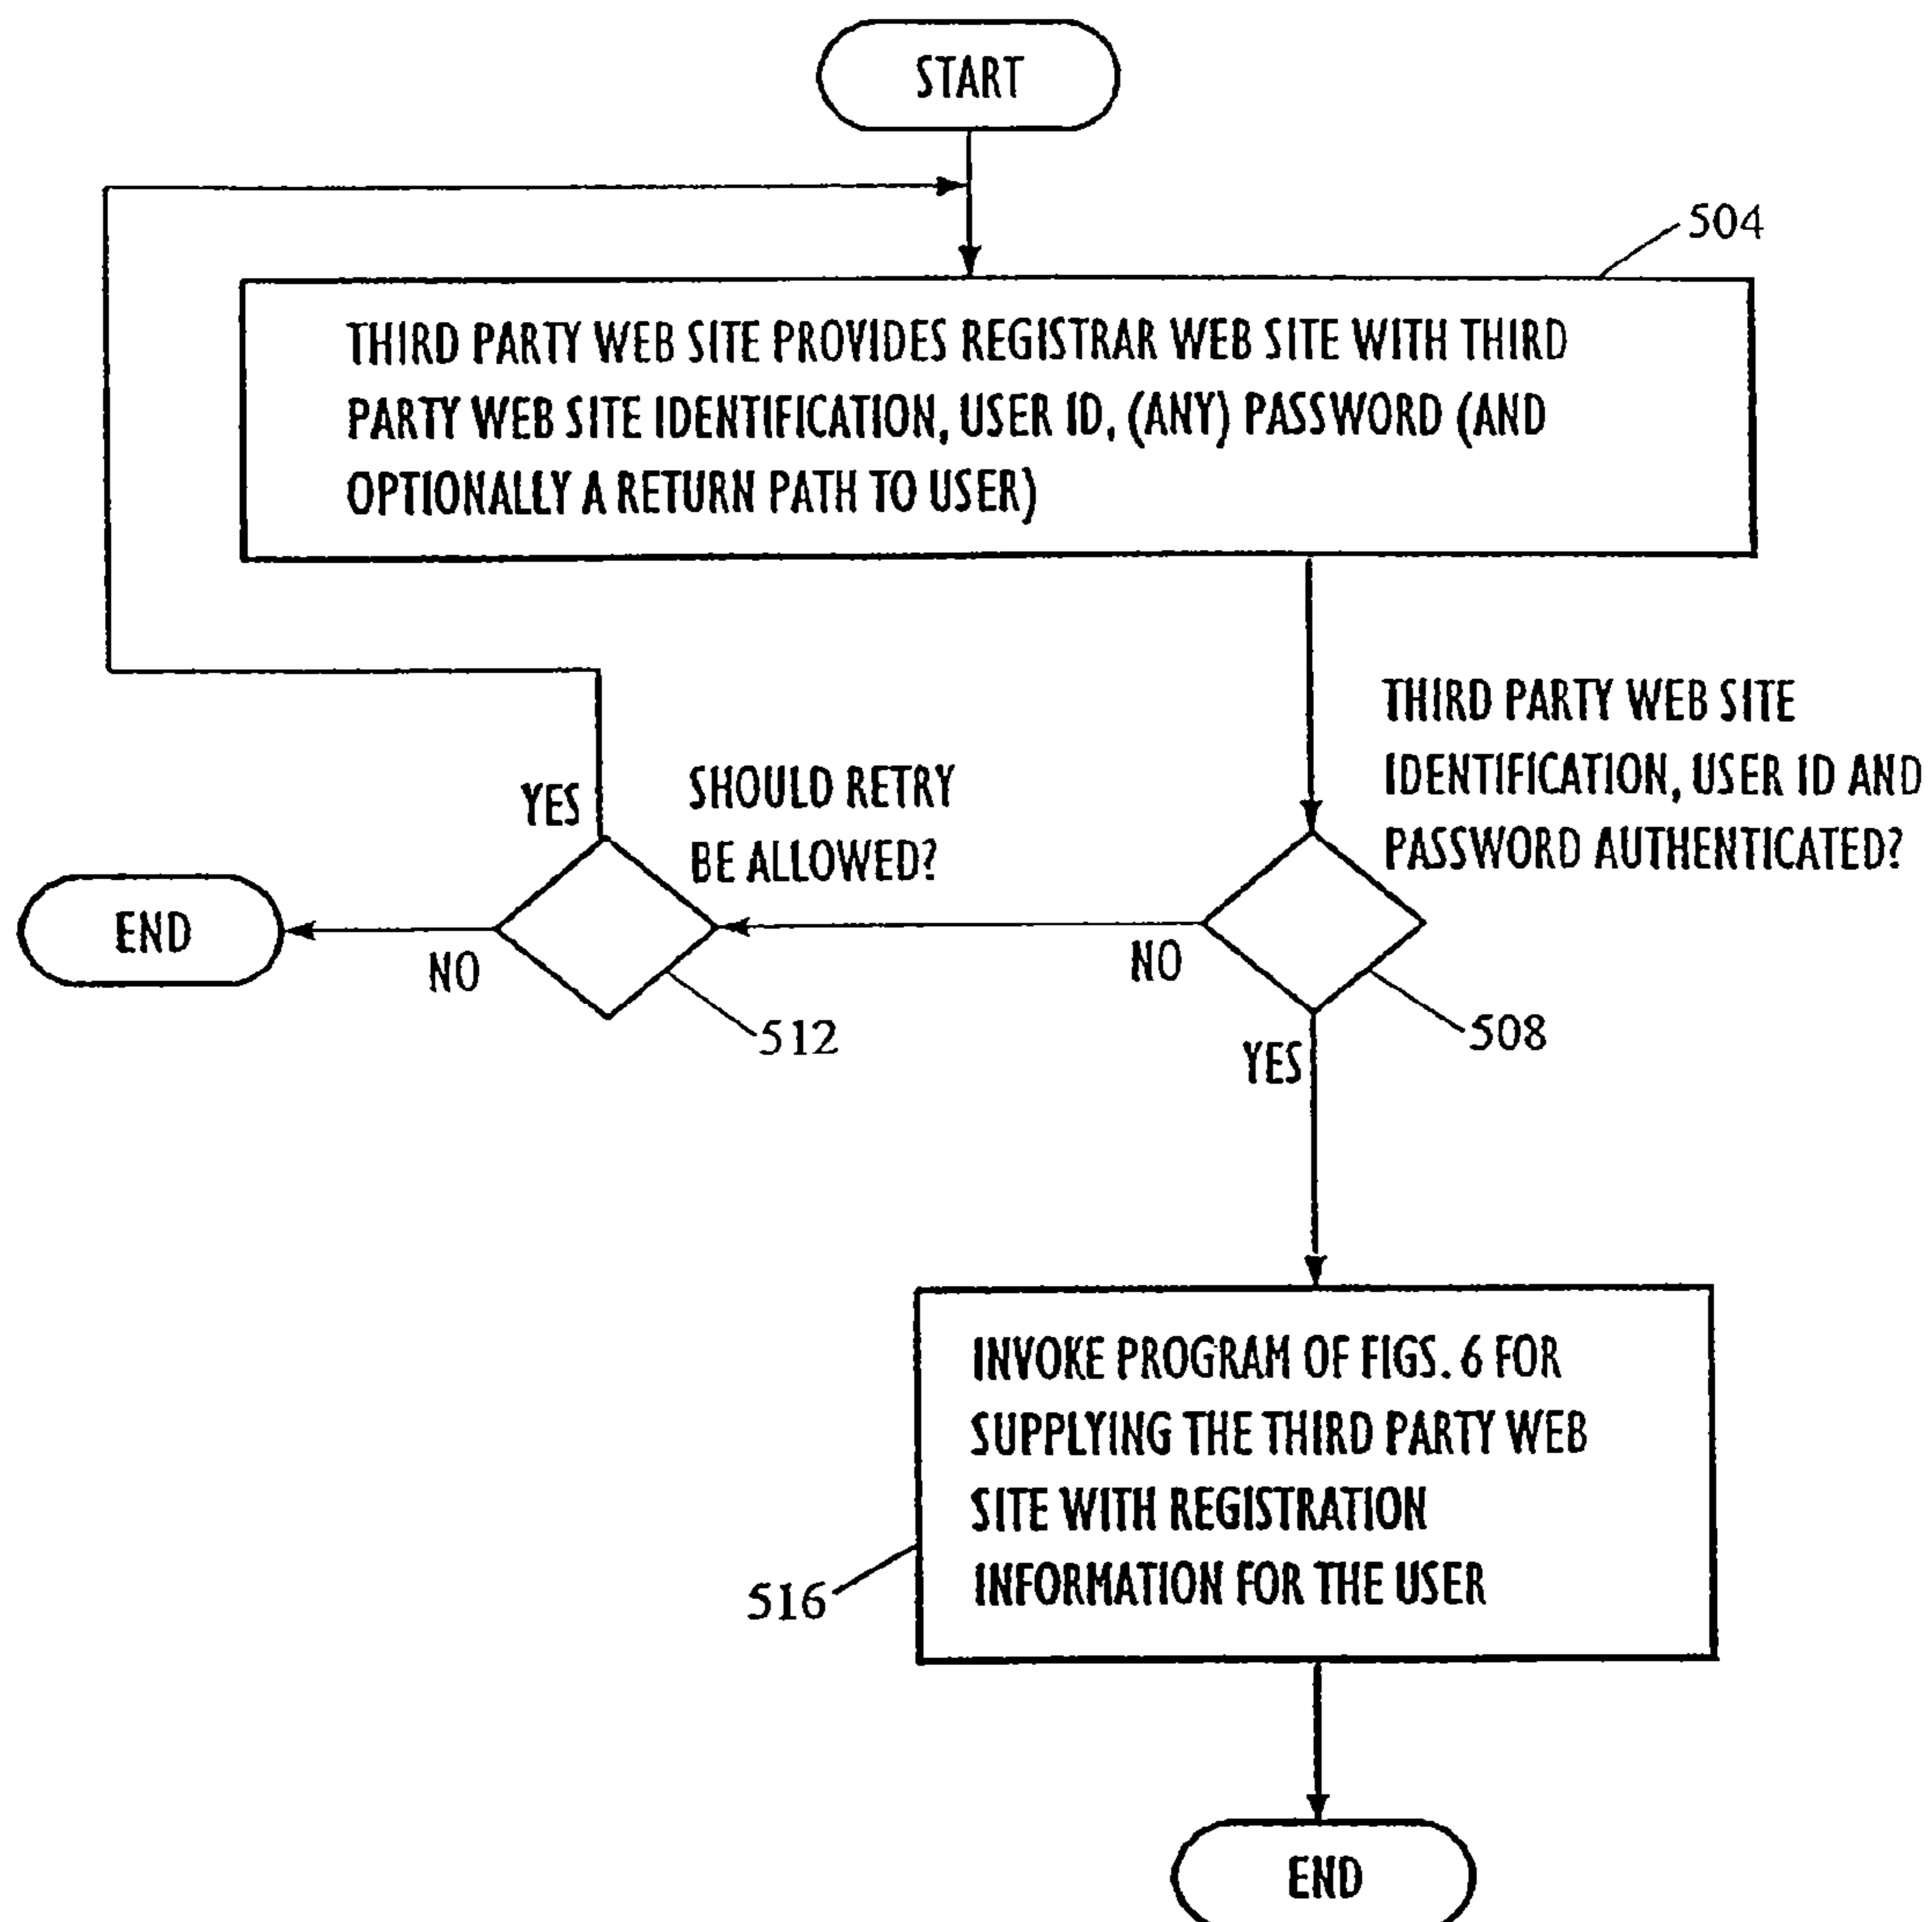 START
504
THIRD PARTY WEB SITE PROVIDES REGISTRAR WEB SITE WITH THIRD
PARTY WEB SITE IDENTIFICATION, USER ID, (ANY) PASSWORD (AND
OPTIONALLY A RETURN PATH TO USER)
THIRD PARTY WEB SITE
IDENTIFICATION, USER ID AND
PASSWORD AUTHENTICATED?
SHOULD RETRY
BE ALLOWED?
YES
END
NO
512
NO
508
YES
INVOKE PROGRAM OF FIGS. 6 FOR
SUPPLYING THE THIRD PARTY WEB
SITE WITH REGISTRATION
INFORMATION FOR THE USER
516
END